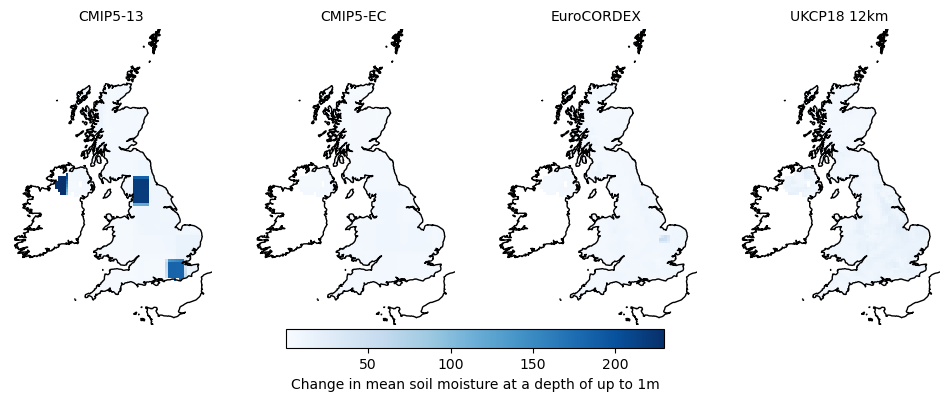 CMIP5-13 CMIP5-EC EuroCORDEX UKCP18 12km
50 100 150 200
Change in mean soil moisture at a depth of up to 1m